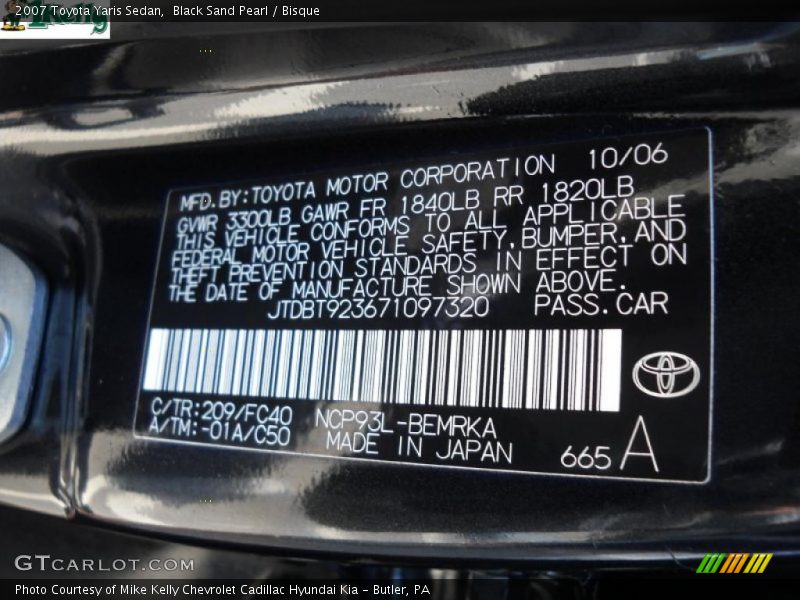 2007 Toyota Yaris Sedan,  Black Sand Pearl / Bisque
MFD. BY: TOYOTA MOTOR CORPORATION 10/06
GVWR 3300LB GAWR FR 1840LB RR 1820LB
THIS VEHICLE CONFORMS TO ALL APPLICABLE
FEDERAL MOTOR VEHICLE SAFETY, BUMPER, AND
THEFT PREVENTION STANDARDS IN EFFECT ON
THE DATE OF MANUFACTURE SHOWN ABOVE.
JTDBT923671097320 PASS. CAR
C/TR: 209/FC40 NCP93L-BEMRKA
A/TM: -01A/C50 MADE IN JAPAN 665 A
GTCARLOT.COM
Photo Courtesy of Mike Kelly Chevrolet Cadillac Hyundai Kia – Butler, PA